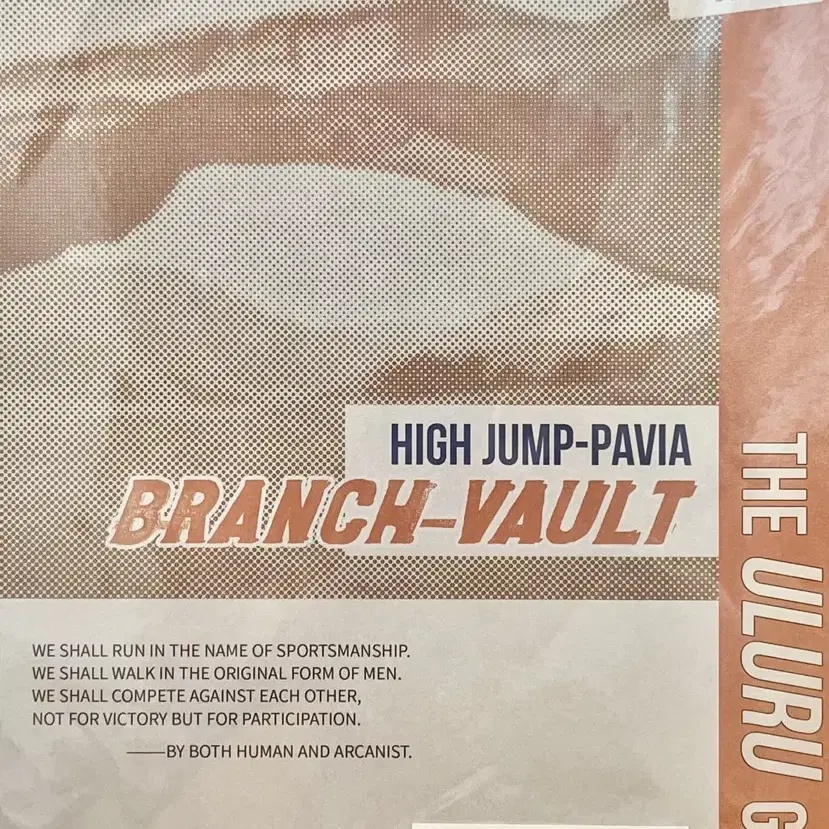 HIGH JUMP-PAVIA
BRANCH-VAULT
WE SHALL RUN IN THE NAME OF SPORTSMANSHIP.
WE SHALL WALK IN THE ORIGINAL FORM OF MEN.
WE SHALL COMPETE AGAINST EACH OTHER,
NOT FOR VICTORY BUT FOR PARTICIPATION.
——BY BOTH HUMAN AND ARCANIST.
THE ULURU G